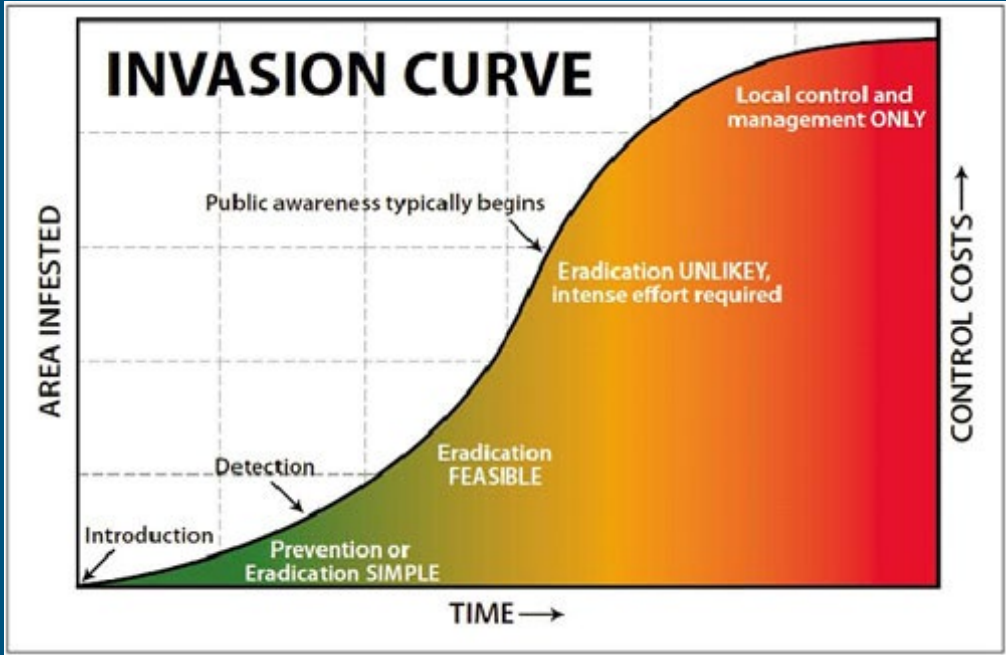 INVASION CURVE
Local control and
management ONLY
Public awareness typically begins
Eradication UNLIKEY,
intense effort required
Eradication
FEASIBLE
Detection
Introduction
Prevention or
Eradication SIMPLE
AREA INFESTED
CONTROL COSTS →
TIME →